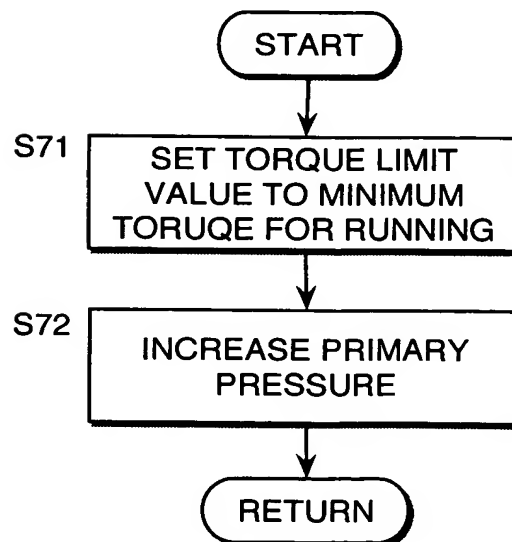 START
S71
SET TORQUE LIMIT
VALUE TO MINIMUM
TORUQE FOR RUNNING
S72
INCREASE PRIMARY
PRESSURE
RETURN